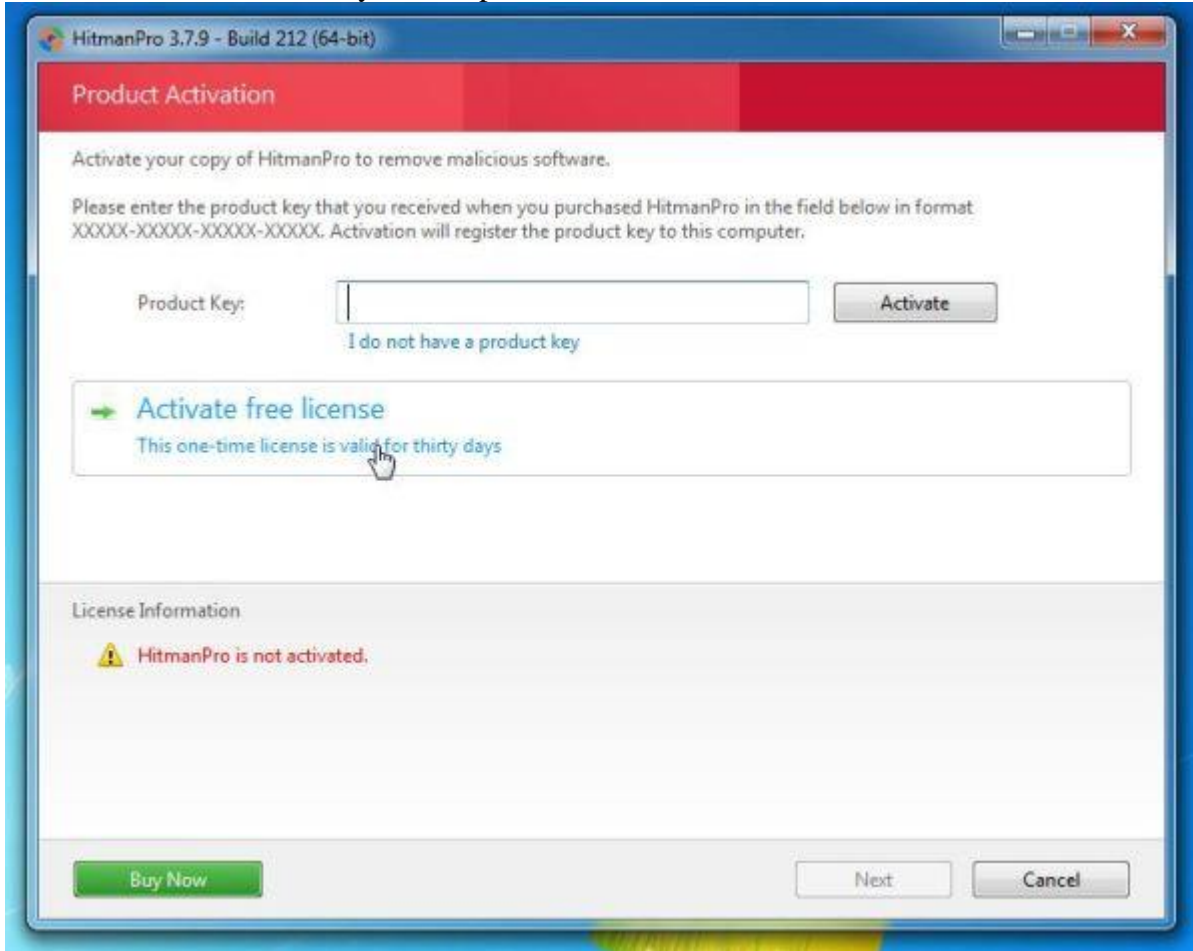 HitmanPro 3.7.9 - Build 212 (64-bit)
Product Activation
Activate your copy of HitmanPro to remove malicious software.
Please enter the product key that you received when you purchased HitmanPro in the field below in format
XXXXX-XXXXX-XXXXX-XXXXX. Activation will register the product key to this computer.
Product Key:
Activate
I do not have a product key
Activate free license
This one-time license is valid for thirty days
License Information
HitmanPro is not activated.
Buy Now
Next
Cancel